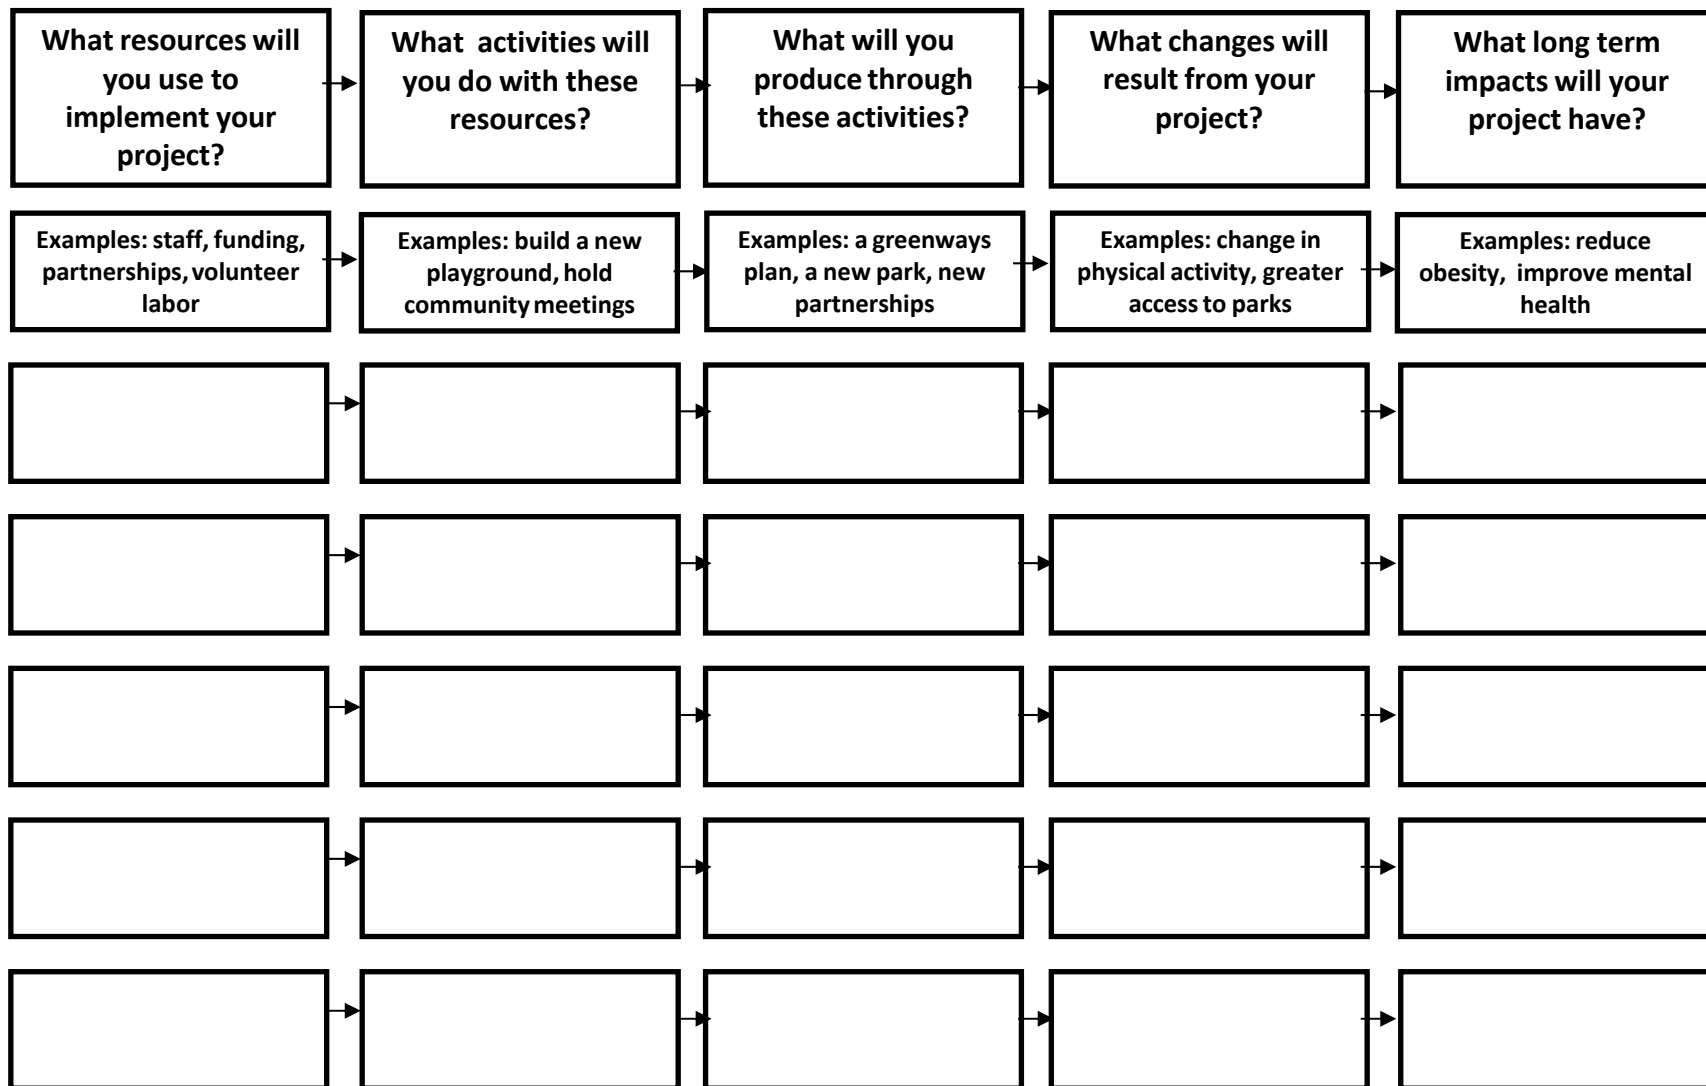 What resources will
you use to
implement your
project?
What activities will
you do with these
resources?
What will you
produce through
these activities?
What changes will
result from your
project?
What long term
impacts will your
project have?
Examples: staff, funding,
partnerships, volunteer
labor
Examples: build a new
playground, hold
community meetings
Examples: a greenways
plan, a new park, new
partnerships
Examples: change in
physical activity, greater
access to parks
Examples: reduce
obesity, improve mental
health